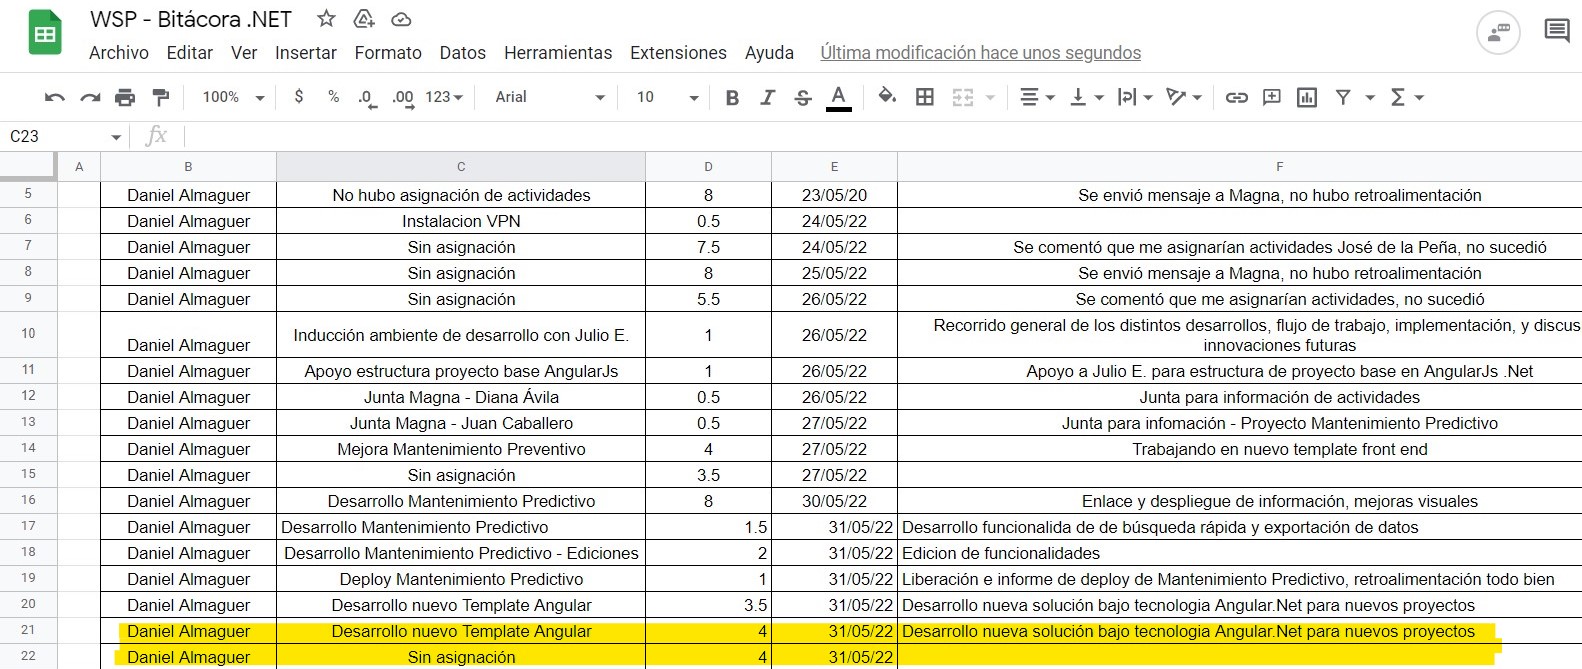 WSP - Bitácora .NET
Archivo Editar Ver Insertar Formato Datos Herramientas Extensiones Ayuda Última modificación hace unos segundos
100% $ % .0 .00 123 Arial 10 B I S A
C23 fx
A B C D E F
5 Daniel Almaguer No hubo asignación de actividades 8 23/05/20 Se envió mensaje a Magna, no hubo retroalimentación
6 Daniel Almaguer Instalacion VPN 0.5 24/05/22
7 Daniel Almaguer Sin asignación 7.5 24/05/22 Se comentó que me asignarían actividades José de la Peña, no sucedió
8 Daniel Almaguer Sin asignación 8 25/05/22 Se envió mensaje a Magna, no hubo retroalimentación
9 Daniel Almaguer Sin asignación 5.5 26/05/22 Se comentó que me asignarían actividades, no sucedió
10 Daniel Almaguer Inducción ambiente de desarrollo con Julio E. 1 26/05/22 Recorrido general de los distintos desarrollos, flujo de trabajo, implementación, y discus
innovaciones futuras
11 Daniel Almaguer Apoyo estructura proyecto base AngularJs 1 26/05/22 Apoyo a Julio E. para estructura de proyecto base en AngularJs .Net
12 Daniel Almaguer Junta Magna - Diana Ávila 0.5 26/05/22 Junta para información de actividades
13 Daniel Almaguer Junta Magna - Juan Caballero 0.5 27/05/22 Junta para infomación - Proyecto Mantenimiento Predictivo
14 Daniel Almaguer Mejora Mantenimiento Preventivo 4 27/05/22 Trabajando en nuevo template front end
15 Daniel Almaguer Sin asignación 3.5 27/05/22
16 Daniel Almaguer Desarrollo Mantenimiento Predictivo 8 30/05/22 Enlace y despliegue de información, mejoras visuales
17 Daniel Almaguer Desarrollo Mantenimiento Predictivo 1.5 31/05/22 Desarrollo funcionalida de de búsqueda rápida y exportación de datos
18 Daniel Almaguer Desarrollo Mantenimiento Predictivo - Ediciones 2 31/05/22 Edicion de funcionalidades
19 Daniel Almaguer Deploy Mantenimiento Predictivo 1 31/05/22 Liberación e informe de deploy de Mantenimiento Predictivo, retroalimentación todo bien
20 Daniel Almaguer Desarrollo nuevo Template Angular 3.5 31/05/22 Desarrollo nueva solución bajo tecnologia Angular.Net para nuevos proyectos
21 Daniel Almaguer Desarrollo nuevo Template Angular 4 31/05/22 Desarrollo nueva solución bajo tecnologia Angular.Net para nuevos proyectos
22 Daniel Almaguer Sin asignación 4 31/05/22